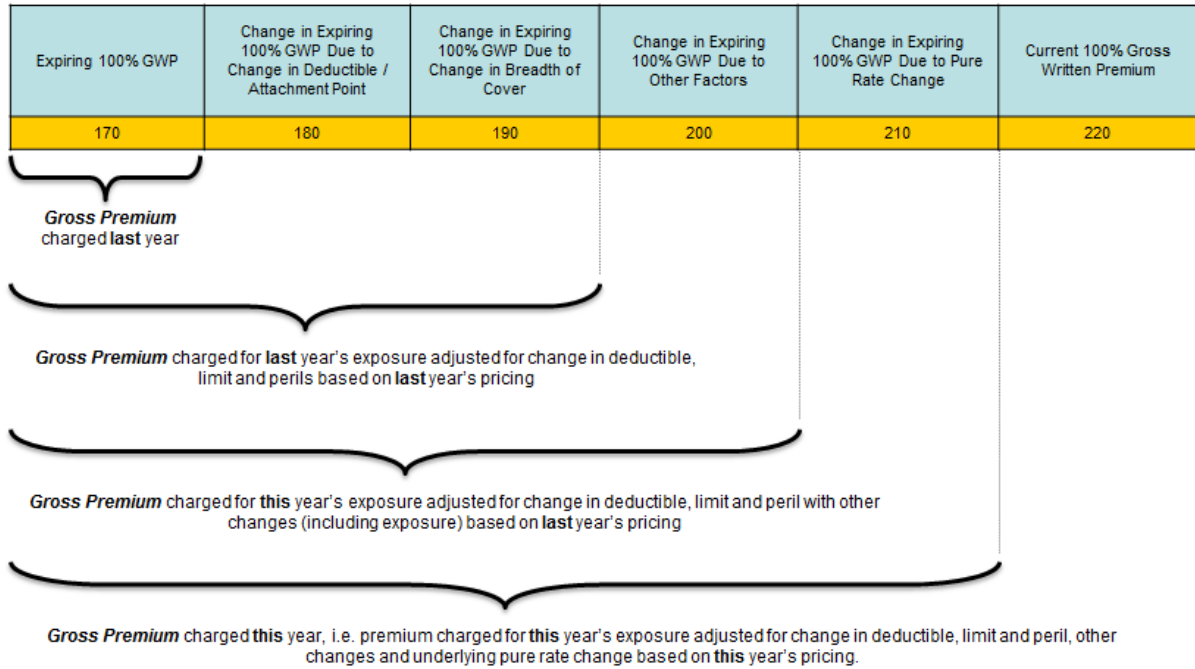 Expiring 100% GWP
Change in Expiring
100% GWP Due to
Change in Deductible /
Attachment Point
Change in Expiring
100% GWP Due to
Change in Breadth of
Cover
Change in Expiring
100% GWP Due to
Other Factors
Change in Expiring
100% GWP Due to Pure
Rate Change
Current 100% Gross
Written Premium
170
180
190
200
210
220
Gross Premium
charged last year
Gross Premium charged for last year's exposure adjusted for change in deductible,
limit and perils based on last year's pricing
Gross Premium charged for this year's exposure adjusted for change in deductible, limit and peril with other
changes (including exposure) based on last year's pricing
Gross Premium charged this year, i.e. premium charged for this year's exposure adjusted for change in deductible, limit and peril, other
changes and underlying pure rate change based on this year's pricing.